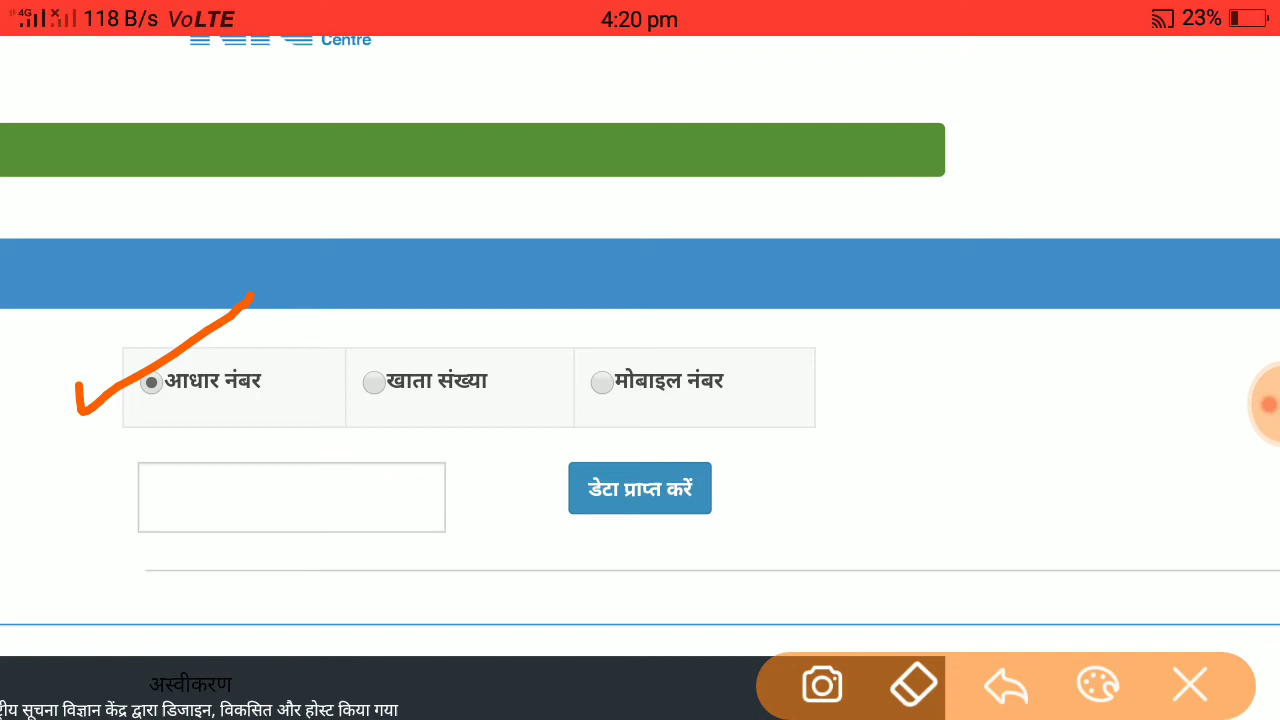 4G 118 B/s VoLTE 4:20 pm 23%
Centre
आधार नंबर खाता संख्या मोबाइल नंबर
डेटा प्राप्त करें
अस्वीकरण
सूचना विज्ञान केंद्र द्वारा डिजाइन, विकसित और होस्ट किया गया